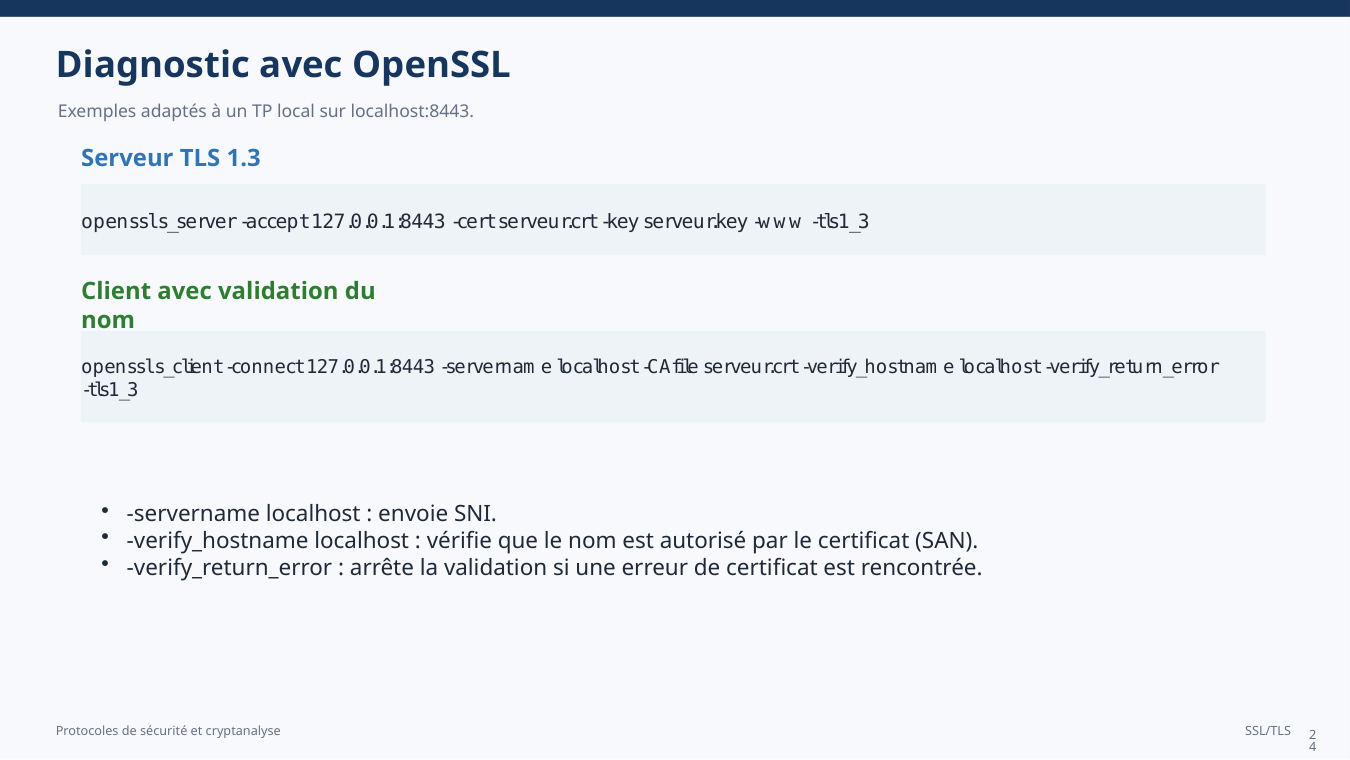 Diagnostic avec OpenSSL
Exemples adaptés à un TP local sur localhost:8443.
Serveur TLS 1.3
openssl s_server -accept 127.0.0.1:8443 -cert serveur.crt -key serveur.key -www -tls1_3
Client avec validation du
nom
openssl s_client -connect 127.0.0.1:8443 -servername localhost -CAfile serveur.crt -verify_hostname localhost -verify_return_error
-tls1_3
• -servername localhost : envoie SNI.
• -verify_hostname localhost : vérifie que le nom est autorisé par le certificat (SAN).
• -verify_return_error : arrête la validation si une erreur de certificat est rencontrée.
Protocoles de sécurité et cryptanalyse
SSL/TLS
2
4